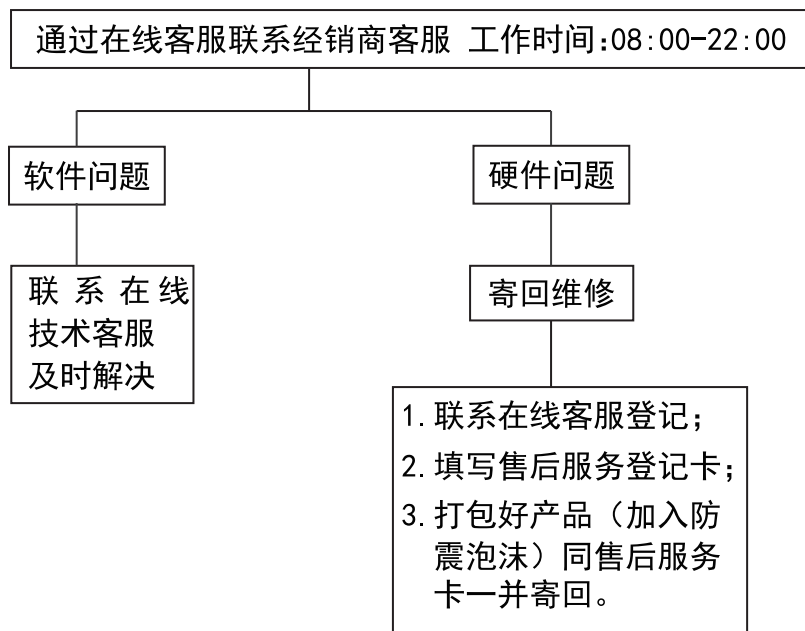 通过在线客服联系经销商客服 工作时间:08:00-22:00
软件问题
硬件问题
联系在线
技术客服
及时解决
寄回维修
1. 联系在线客服登记;
2. 填写售后服务登记卡;
3. 打包好产品（加入防
震泡沫）同售后服务
卡一并寄回。